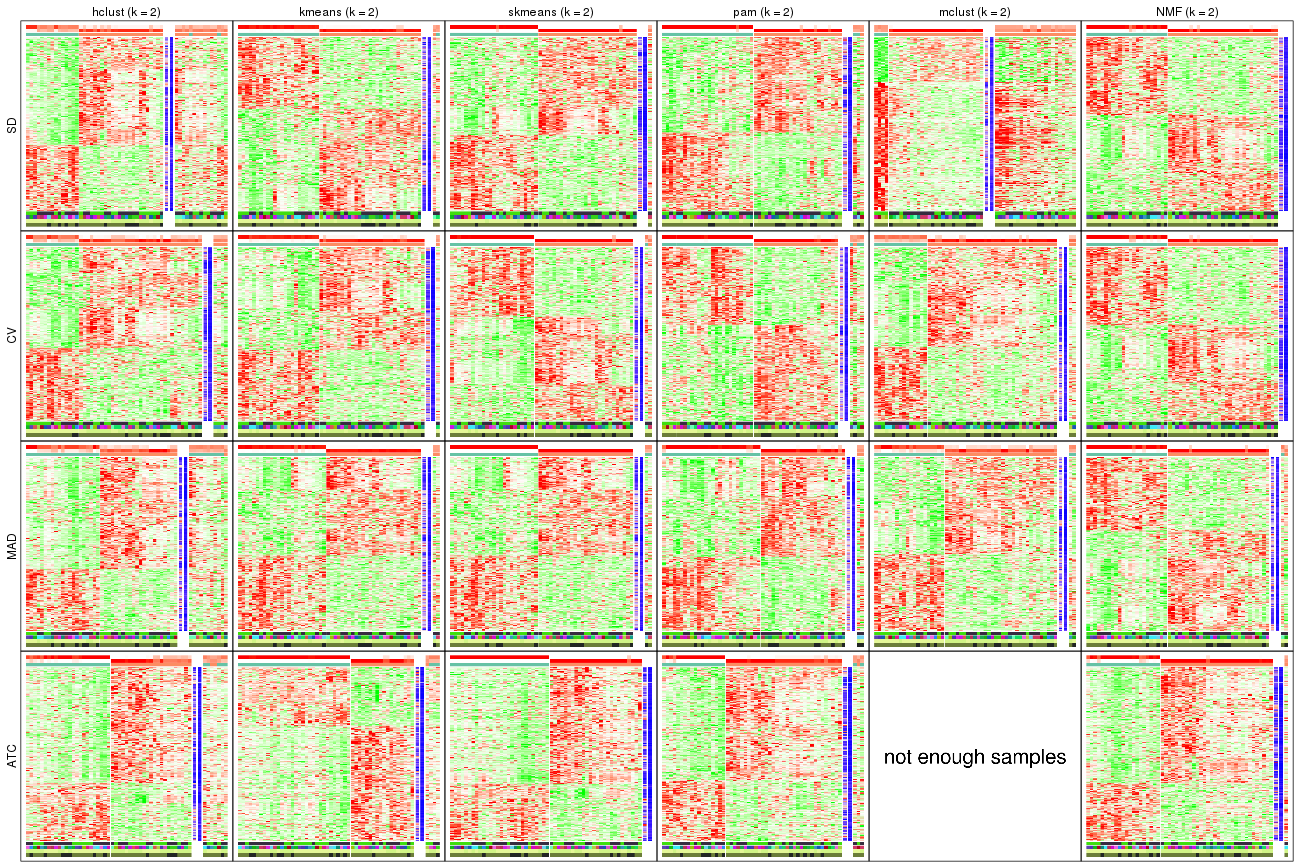 hclust (k = 2) kmeans (k = 2) skmeans (k = 2) pam (k = 2) mclust (k = 2) NMF (k = 2)
SD
CV
MAD
ATC
not enough samples